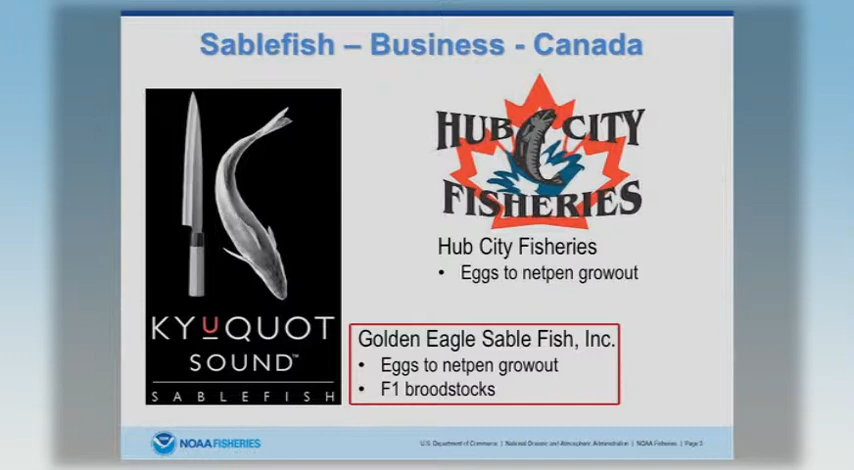 Sablefish – Business - Canada
KYUQUOT
SOUND™
SABLEFISH
HUB CITY
FISHERIES
Hub City Fisheries
• Eggs to netpen growout
Golden Eagle Sable Fish, Inc.
• Eggs to netpen growout
• F1 broodstocks
NOAA FISHERIES
U.S. Department of Commerce | National Oceanic and Atmospheric Administration | NOAA Fisheries | Page 3